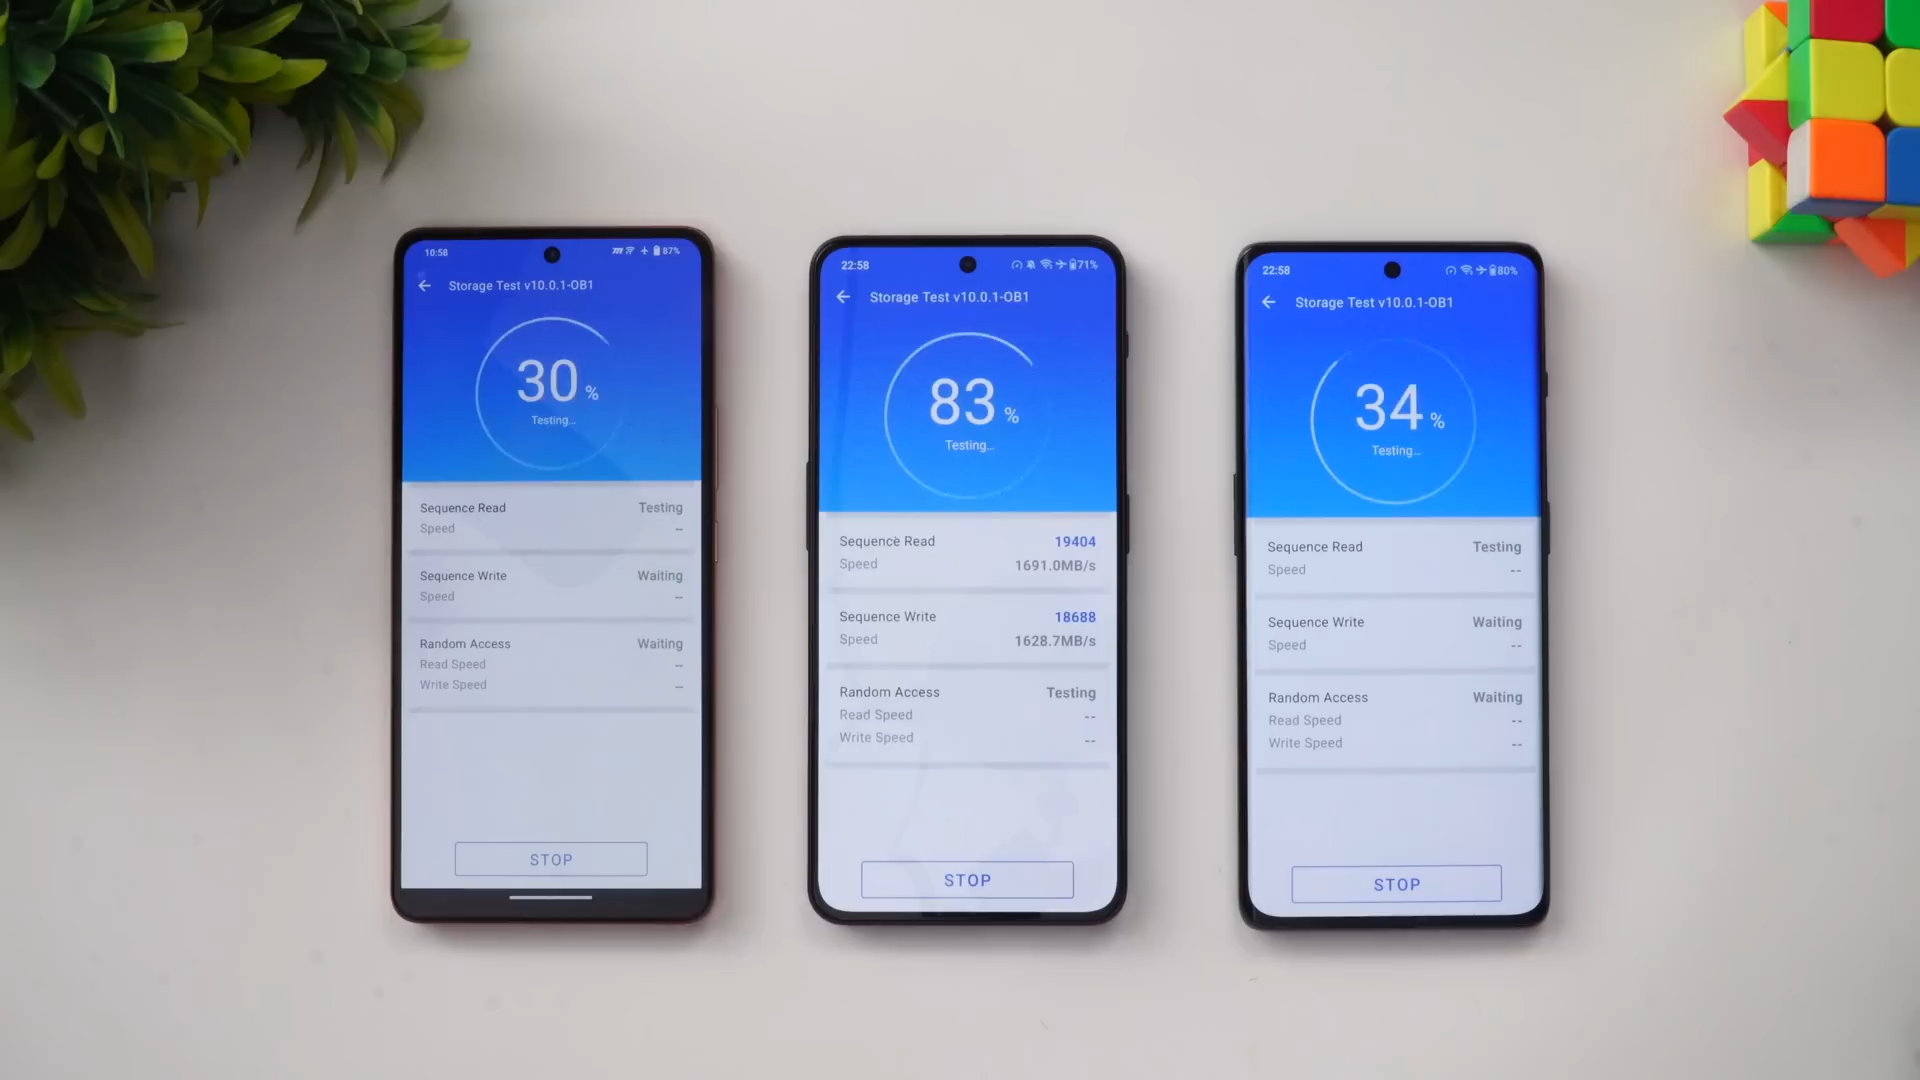 10:58
87%
Storage Test v10.0.1-OB1
30 %
Testing...
Sequence Read Testing
Speed --
Sequence Write Waiting
Speed --
Random Access Waiting
Read Speed --
Write Speed --
STOP
22:58
71%
Storage Test v10.0.1-OB1
83 %
Testing...
Sequence Read 19404
Speed 1691.0MB/s
Sequence Write 18688
Speed 1628.7MB/s
Random Access Testing
Read Speed --
Write Speed --
STOP
22:58
80%
Storage Test v10.0.1-OB1
34 %
Testing...
Sequence Read Testing
Speed --
Sequence Write Waiting
Speed --
Random Access Waiting
Read Speed --
Write Speed --
STOP